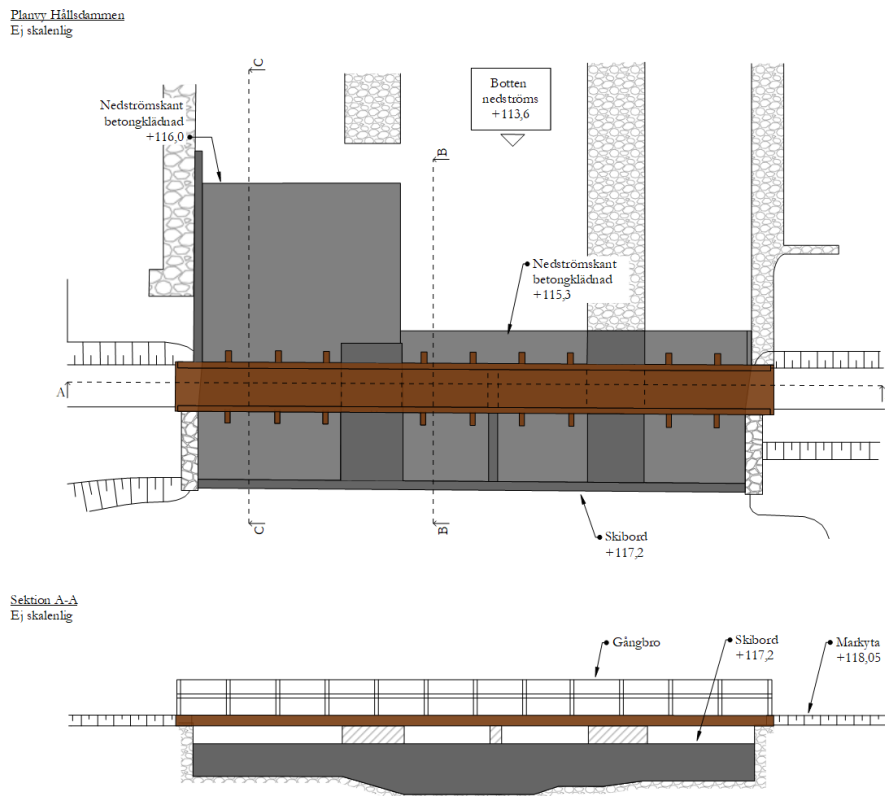 Planvy Hållsdammen
Ej skalenlig
C
Nedströmskant
betongklädnad
+116,0
Botten
nedströms
+113,6
B
Nedströmskant
betongklädnad
+115,3
A
C
B
Skibord
+117,2
Sektion A-A
Ej skalenlig
Gångbro
Skibord
+117,2
Markyta
+118,05